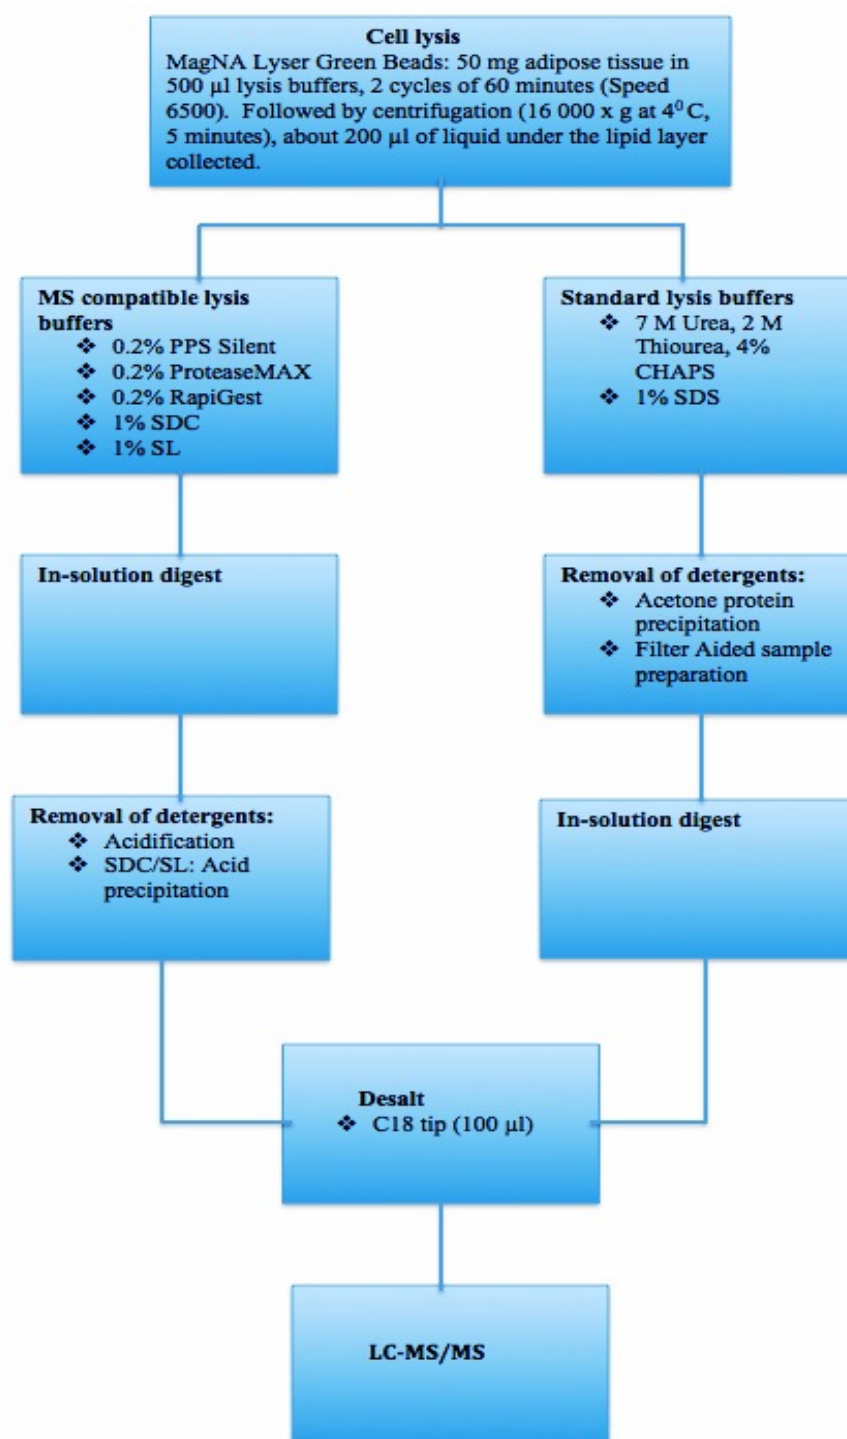 Cell lysis
MagNA Lyser Green Beads: 50 mg adipose tissue in
500 µl lysis buffers, 2 cycles of 60 minutes (Speed
6500). Followed by centrifugation (16 000 x g at 4⁰ C,
5 minutes), about 200 µl of liquid under the lipid layer
collected.
MS compatible lysis
buffers
❖ 0.2% PPS Silent
❖ 0.2% ProteaseMAX
❖ 0.2% RapiGest
❖ 1% SDC
❖ 1% SL
Standard lysis buffers
❖ 7 M Urea, 2 M
Thiourea, 4%
CHAPS
❖ 1% SDS
In-solution digest
Removal of detergents:
❖ Acetone protein
precipitation
❖ Filter Aided sample
preparation
Removal of detergents:
❖ Acidification
❖ SDC/SL: Acid
precipitation
In-solution digest
Desalt
❖ C18 tip (100 µl)
LC-MS/MS